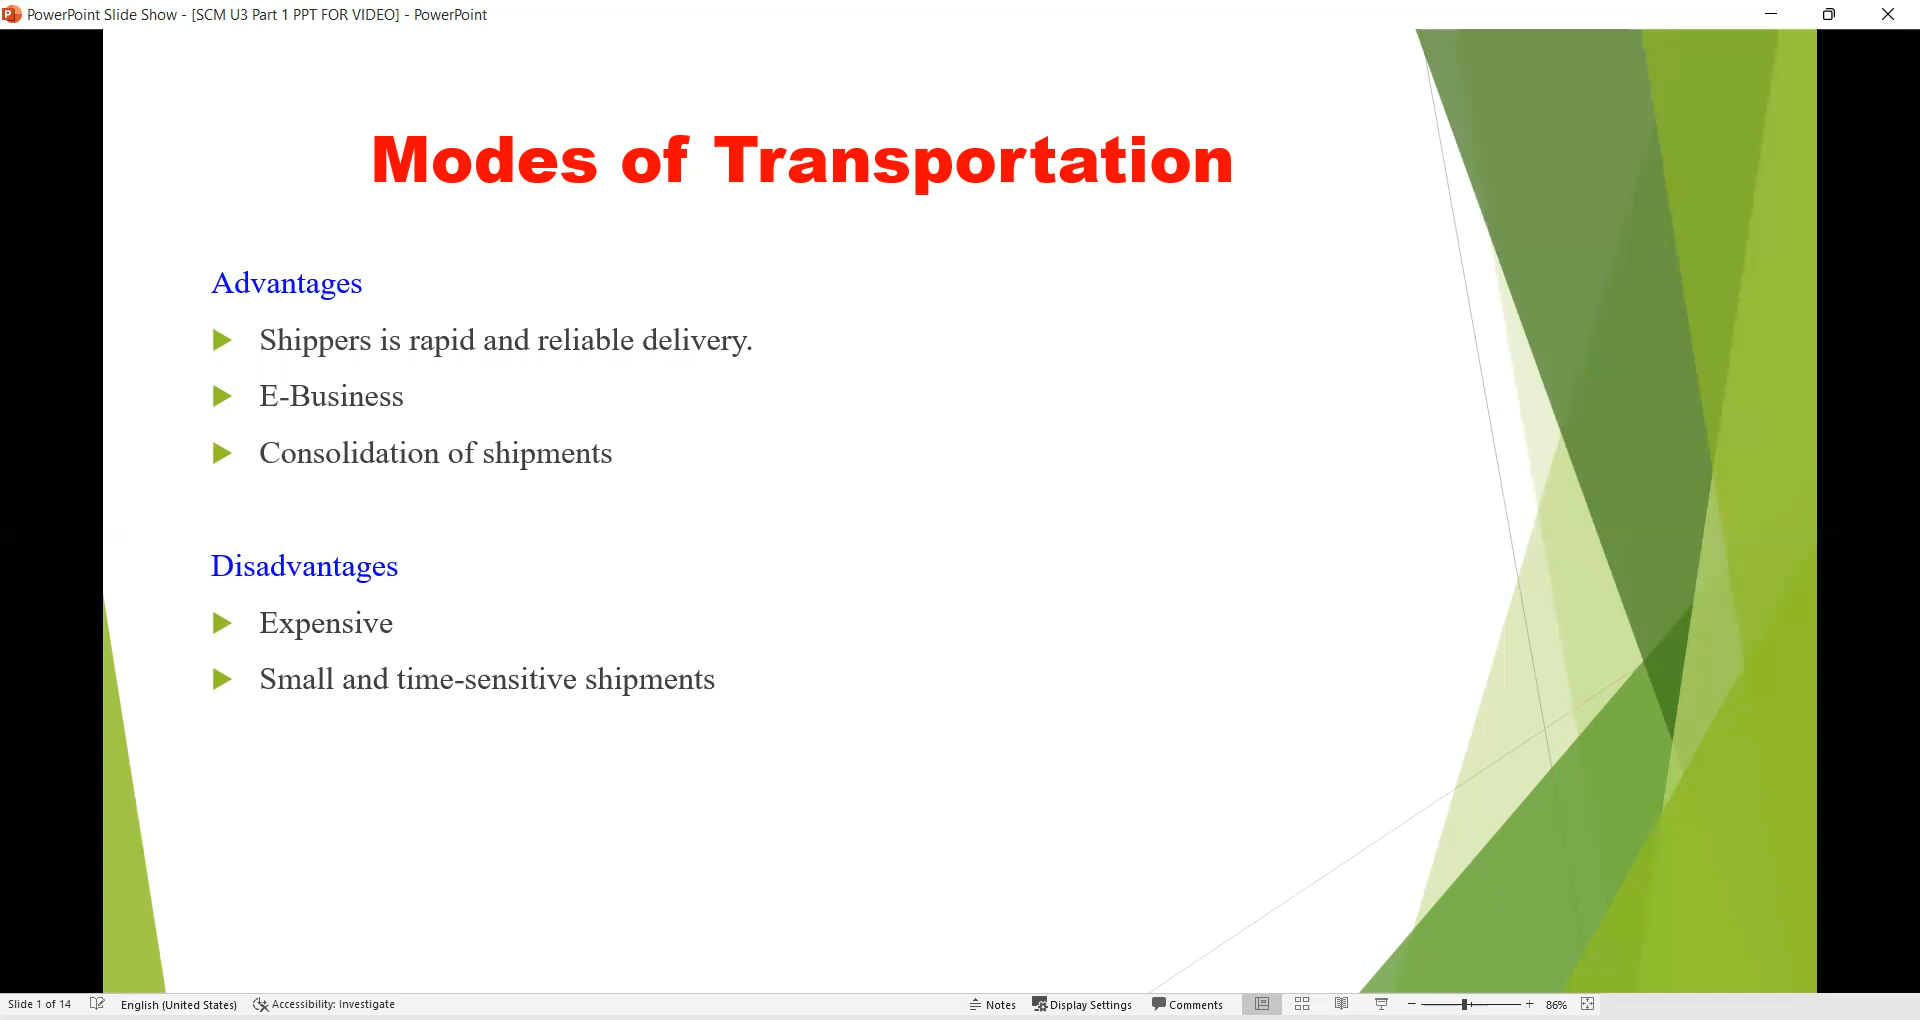 PowerPoint Slide Show - [SCM U3 Part 1 PPT FOR VIDEO] - PowerPoint
Modes of Transportation
Advantages
Shippers is rapid and reliable delivery.
E-Business
Consolidation of shipments
Disadvantages
Expensive
Small and time-sensitive shipments
Slide 1 of 14 English (United States) Accessibility: Investigate Notes Display Settings Comments 86%